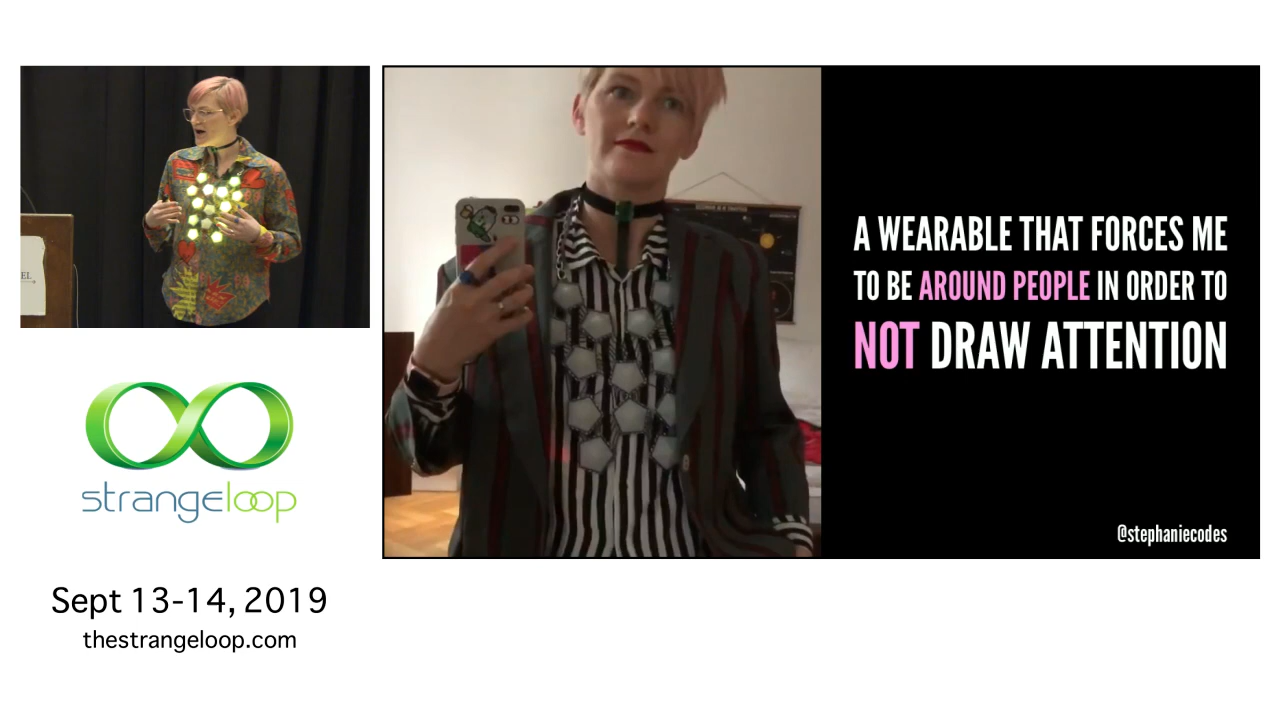 EL
A WEARABLE THAT FORCES ME
TO BE AROUND PEOPLE IN ORDER TO
NOT DRAW ATTENTION
@stephaniecodes
strangeloop
Sept 13-14, 2019
thestrangeloop.com